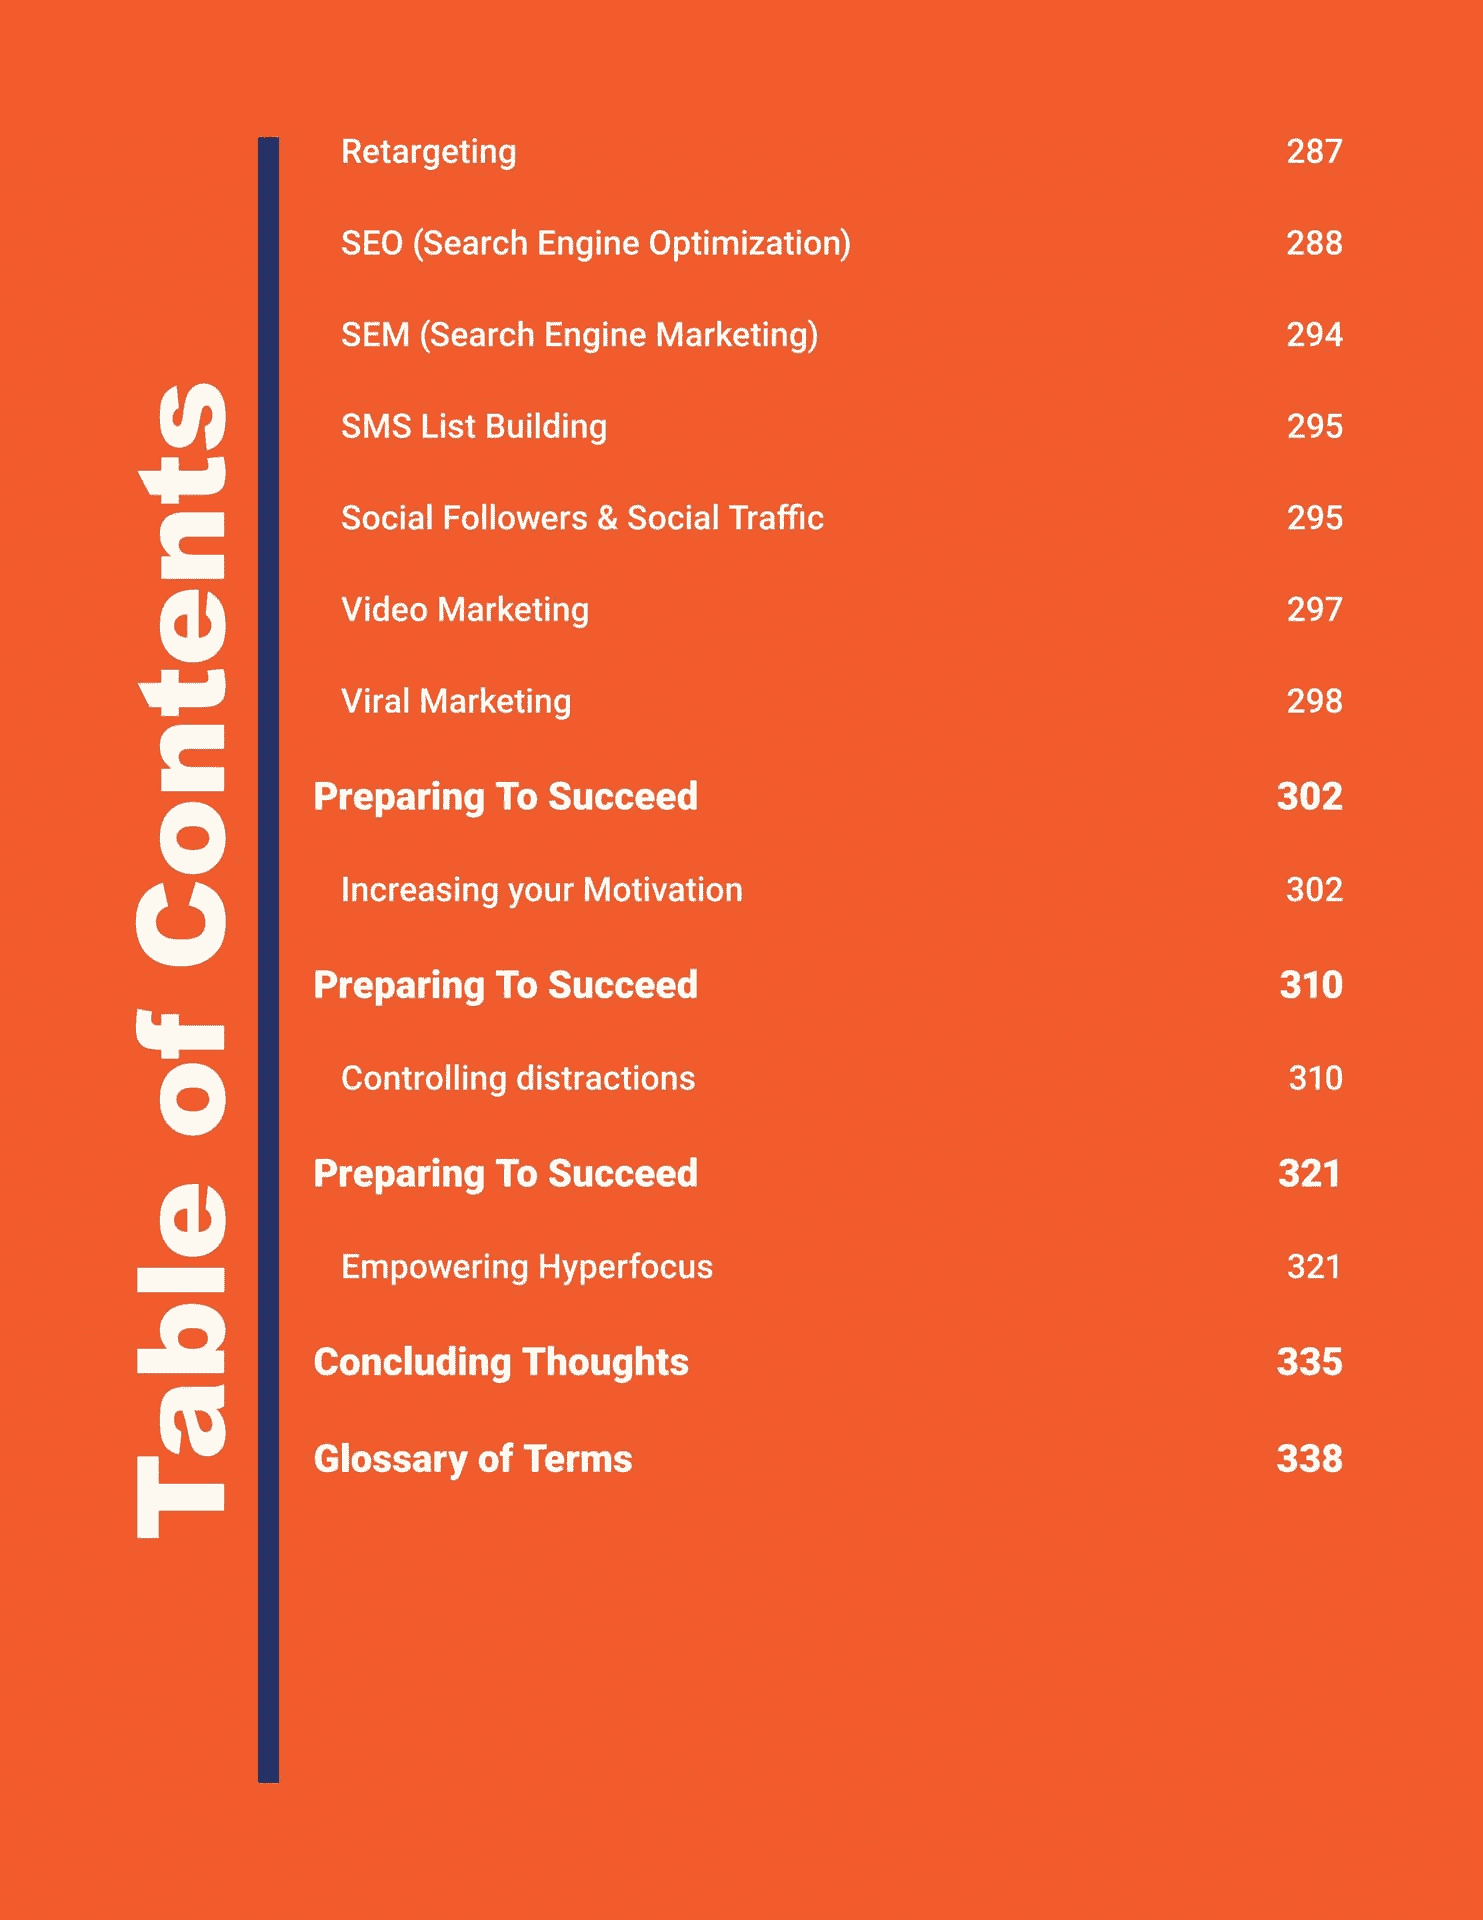 Table of Contents
Retargeting 287
SEO (Search Engine Optimization) 288
SEM (Search Engine Marketing) 294
SMS List Building 295
Social Followers & Social Traffic 295
Video Marketing 297
Viral Marketing 298
Preparing To Succeed 302
Increasing your Motivation 302
Preparing To Succeed 310
Controlling distractions 310
Preparing To Succeed 321
Empowering Hyperfocus 321
Concluding Thoughts 335
Glossary of Terms 338